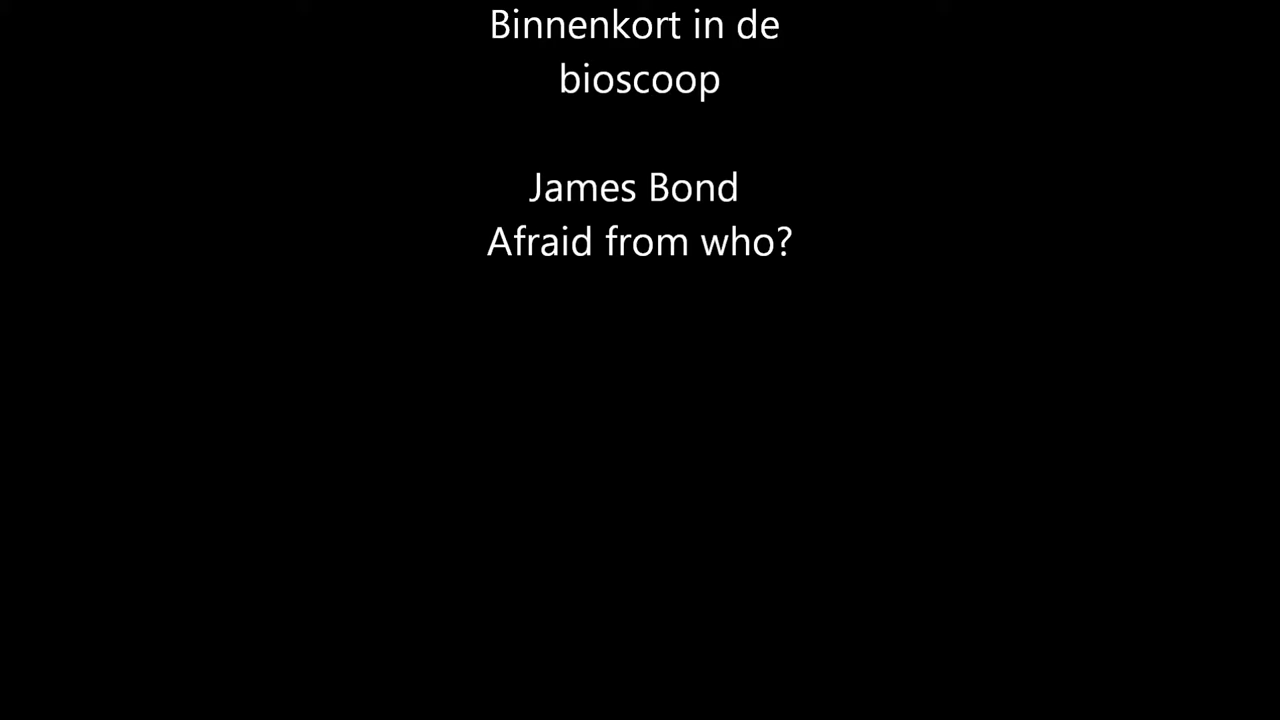 Binnenkort in de
bioscoop
James Bond
Afraid from who?